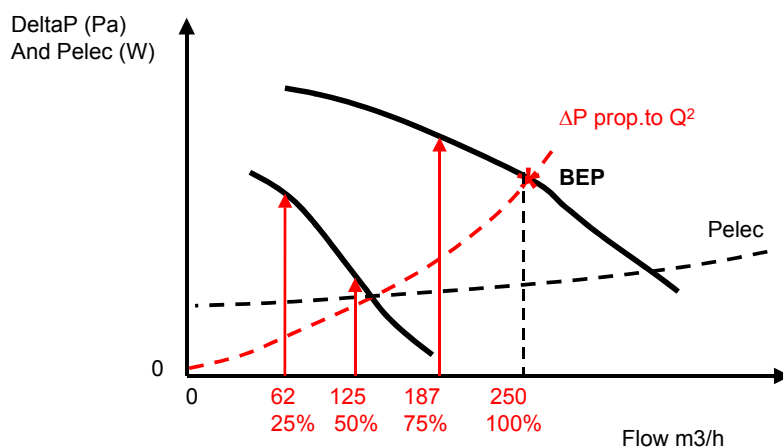 DeltaP (Pa)
And Pelec (W)
ΔP prop.to Q²
BEP
Pelec
0
0 62 125 187 250
25% 50% 75% 100%
Flow m3/h